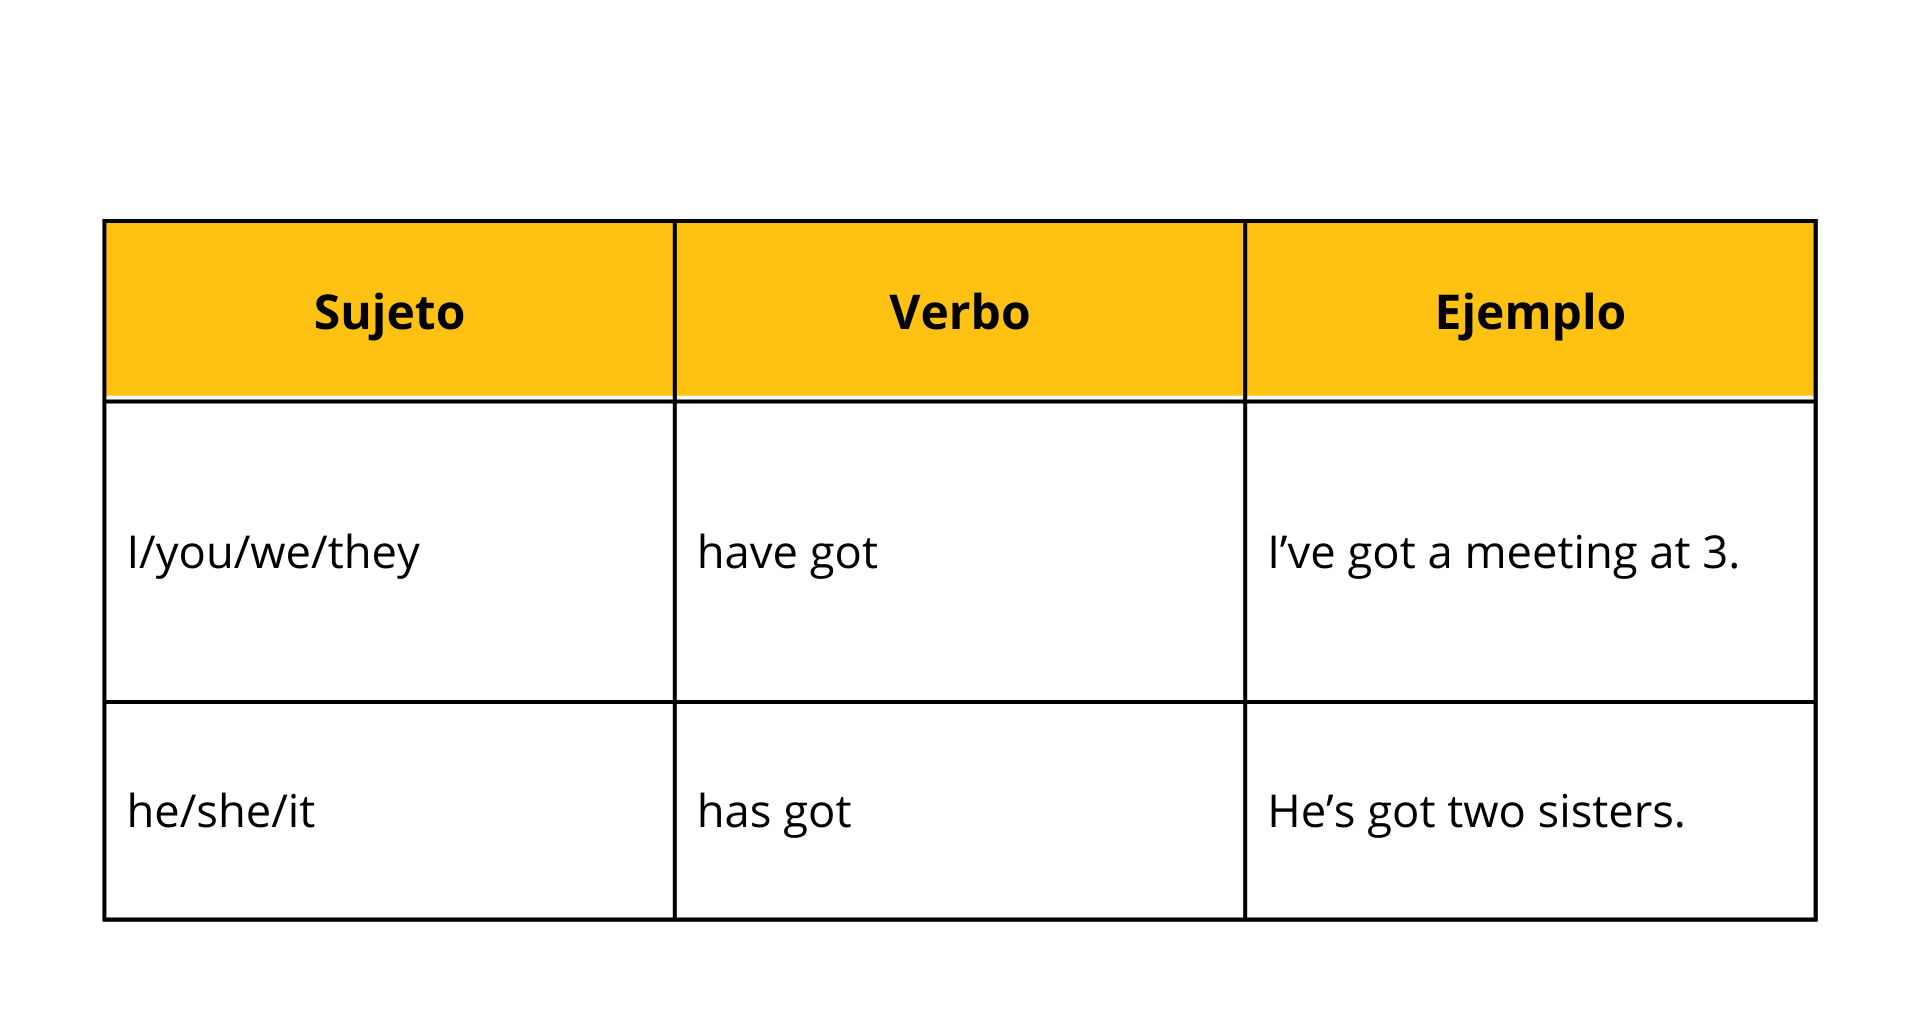 Sujeto Verbo Ejemplo
I/you/we/they have got I’ve got a meeting at 3.
he/she/it has got He’s got two sisters.